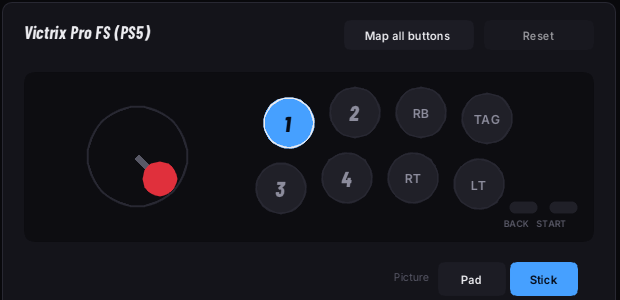 Victrix Pro FS (PS5)
Map all buttons
Reset
1
2
RB
TAG
3
4
RT
LT
BACK START
Picture
Pad
Stick